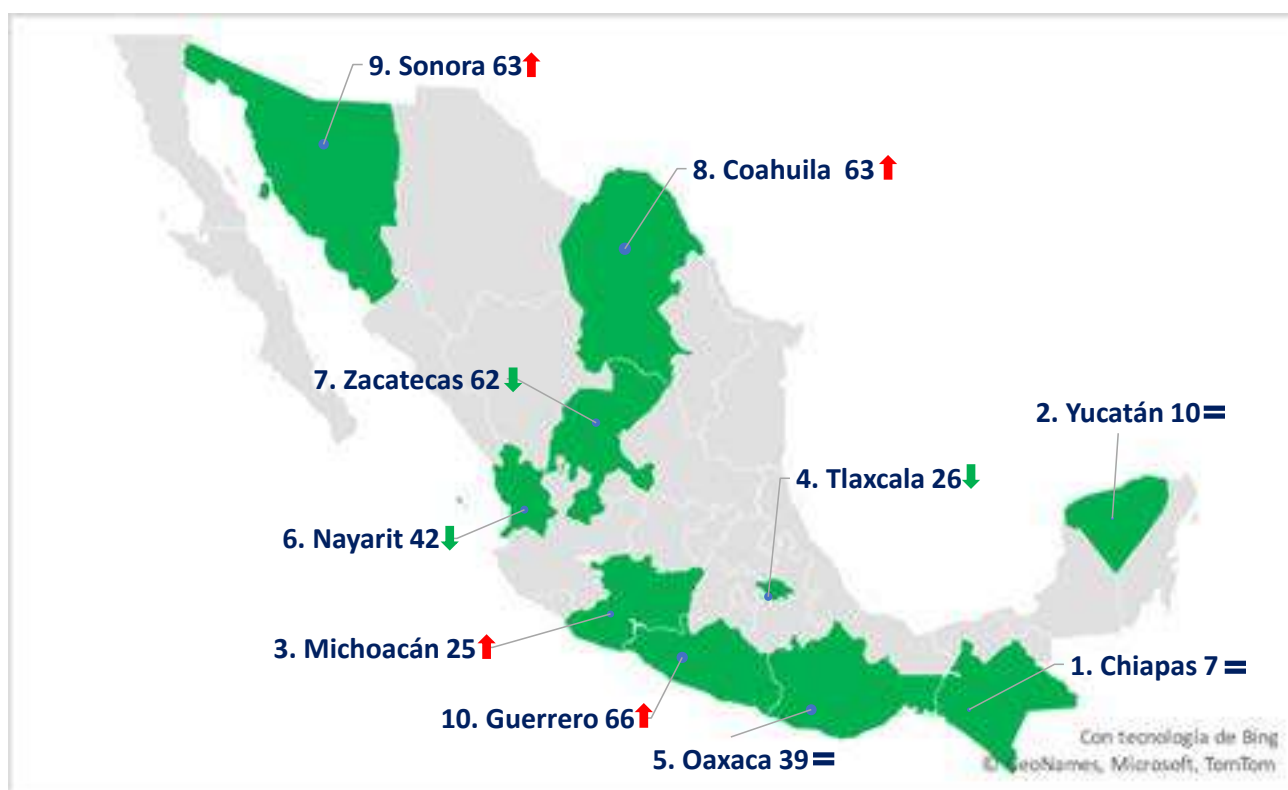 9. Sonora 63
8. Coahuila 63
7. Zacatecas 62
2. Yucatán 10=
4. Tlaxcala 26
6. Nayarit 42
3. Michoacán 25
1. Chiapas 7 =
10. Guerrero 66
5. Oaxaca 39=
Con tecnología de Bing
© GeoNames, Microsoft, TomTom